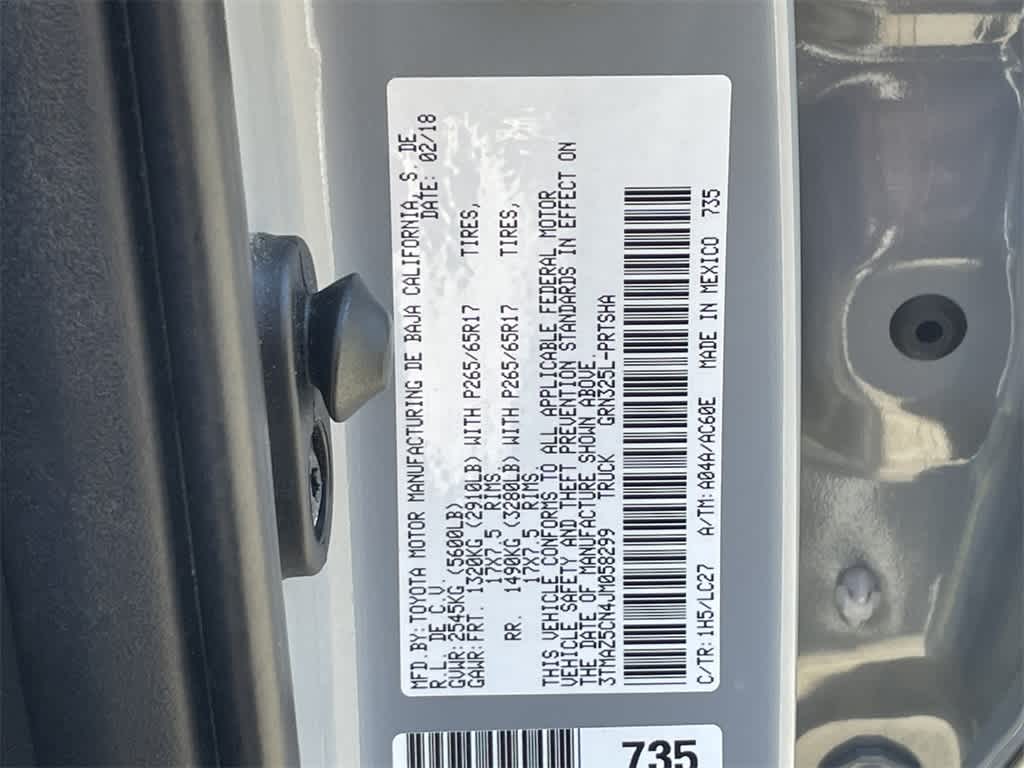 MFD.BY:TOYOTA MOTOR MANUFACTURING DE BAJA CALIFORNIA, S. DE
R.L. DE C.V. DATE: 02/18
GVWR:2545KG (5600LB)
GAWR:FRT. 1320KG (2910LB) WITH P265/65R17 TIRES,
17X7.5 RIMS.
RR. 1490KG (3280LB) WITH P265/65R17 TIRES,
17X7.5 RIMS
THIS VEHICLE CONFORMS TO ALL APPLICABLE FEDERAL MOTOR
VEHICLE SAFETY AND THEFT PREVENTION STANDARDS IN EFFECT ON
THE DATE OF MANUFACTURE SHOWN ABOVE.
3TMAZ5CN4JM058299 TRUCK GRN325L-PRTSHA
C/TR:1H5/LC27 A/TM:A04A/AC60E MADE IN MEXICO 735
735